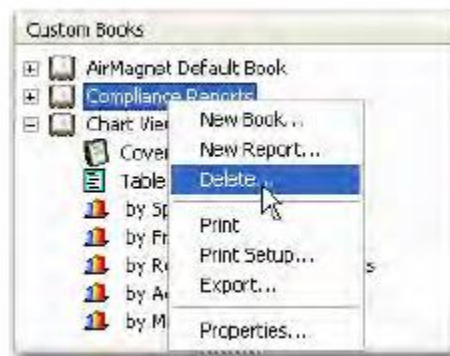 Custom Books
AirMagnet Default Book
Compliance Reports
Chart Vie
New Book...
Cover
New Report...
Table
Delete...
by Sp
Print
by Fr
Print Setup...
by R
s
Export...
by A
by M
Properties...